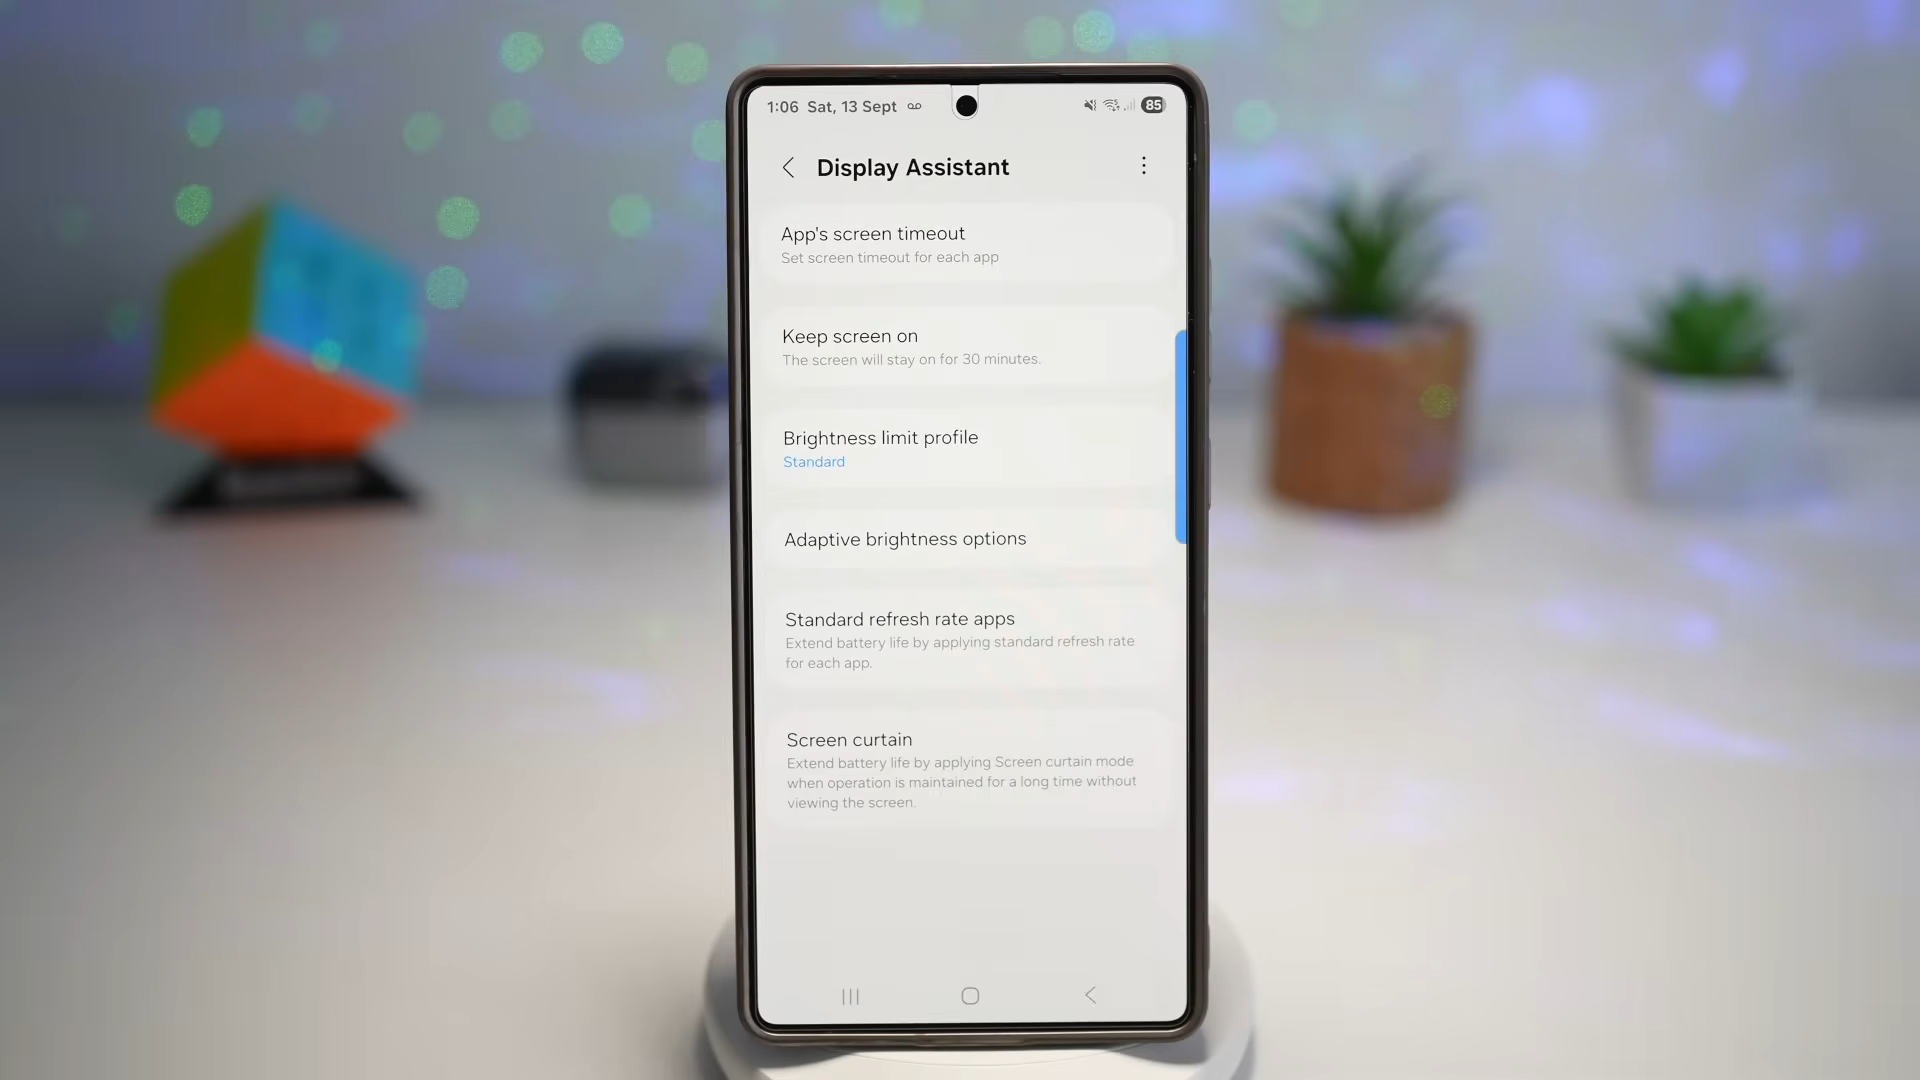 1:06 Sat, 13 Sept
85
Display Assistant
App's screen timeout
Set screen timeout for each app
Keep screen on
The screen will stay on for 30 minutes.
Brightness limit profile
Standard
Adaptive brightness options
Standard refresh rate apps
Extend battery life by applying standard refresh rate
for each app.
Screen curtain
Extend battery life by applying Screen curtain mode
when operation is maintained for a long time without
viewing the screen.